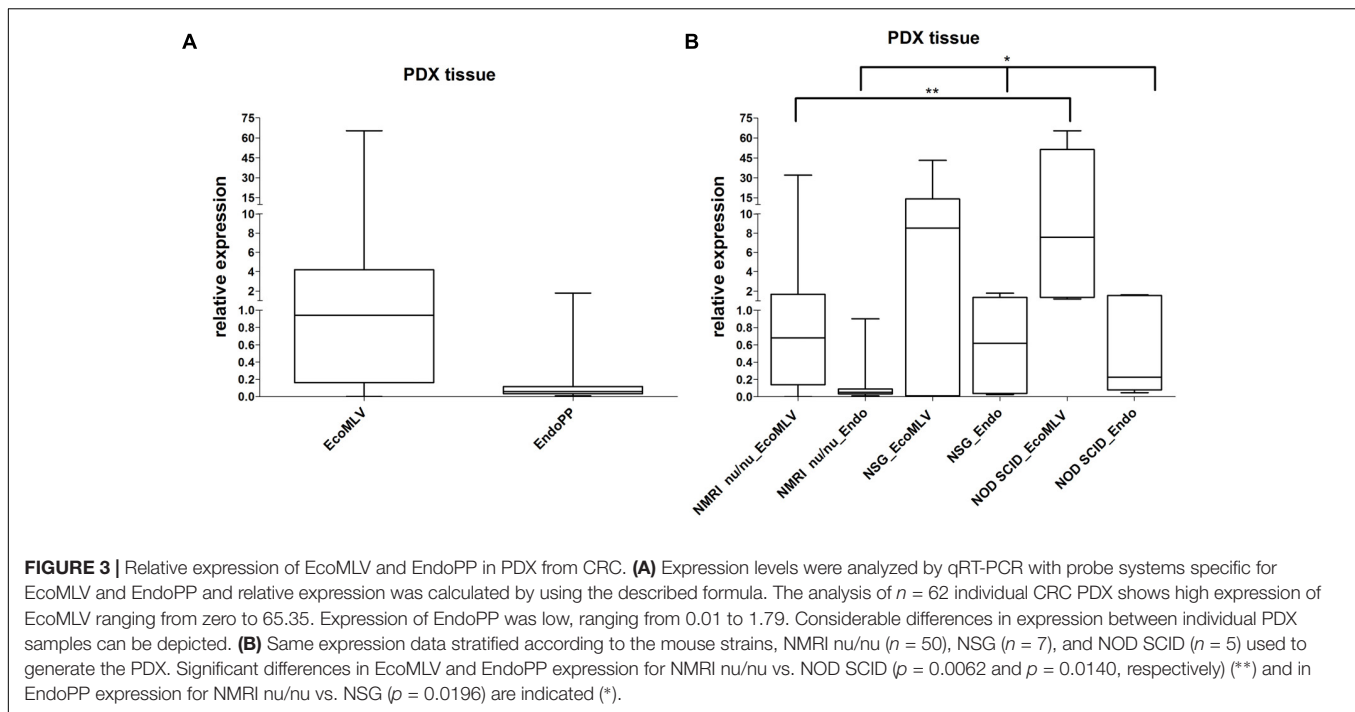 A
PDX tissue
relative expression
75
60
45
30
15
10
8
6
4
2
1.0
0.8
0.6
0.4
0.2
0.0
EcoMLV
EndoPP
B
PDX tissue
*
**
relative expression
75
60
45
30
15
10
8
6
4
2
1.0
0.8
0.6
0.4
0.2
0.0
NMRI nu/nu_EcoMLV
NMRI nu/nu_Endo
NSG_EcoMLV
NSG_Endo
NOD SCID_EcoMLV
NOD SCID_Endo
FIGURE 3 | Relative expression of EcoMLV and EndoPP in PDX from CRC. (A) Expression levels were analyzed by qRT-PCR with probe systems specific for
EcoMLV and EndoPP and relative expression was calculated by using the described formula. The analysis of n = 62 individual CRC PDX shows high expression of
EcoMLV ranging from zero to 65.35. Expression of EndoPP was low, ranging from 0.01 to 1.79. Considerable differences in expression between individual PDX
samples can be depicted. (B) Same expression data stratified according to the mouse strains, NMRI nu/nu (n = 50), NSG (n = 7), and NOD SCID (n = 5) used to
generate the PDX. Significant differences in EcoMLV and EndoPP expression for NMRI nu/nu vs. NOD SCID (p = 0.0062 and p = 0.0140, respectively) (**) and in
EndoPP expression for NMRI nu/nu vs. NSG (p = 0.0196) are indicated (*).